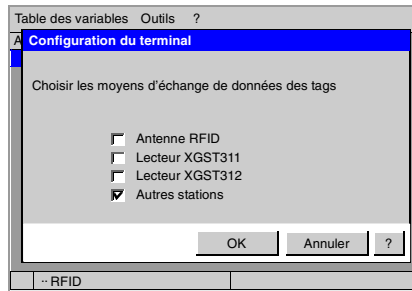 Table des variables Outils ?
A Configuration du terminal
Choisir les moyens d'échange de données des tags
Antenne RFID
Lecteur XGST311
Lecteur XGST312
Autres stations
OK Annuler ?
·· RFID